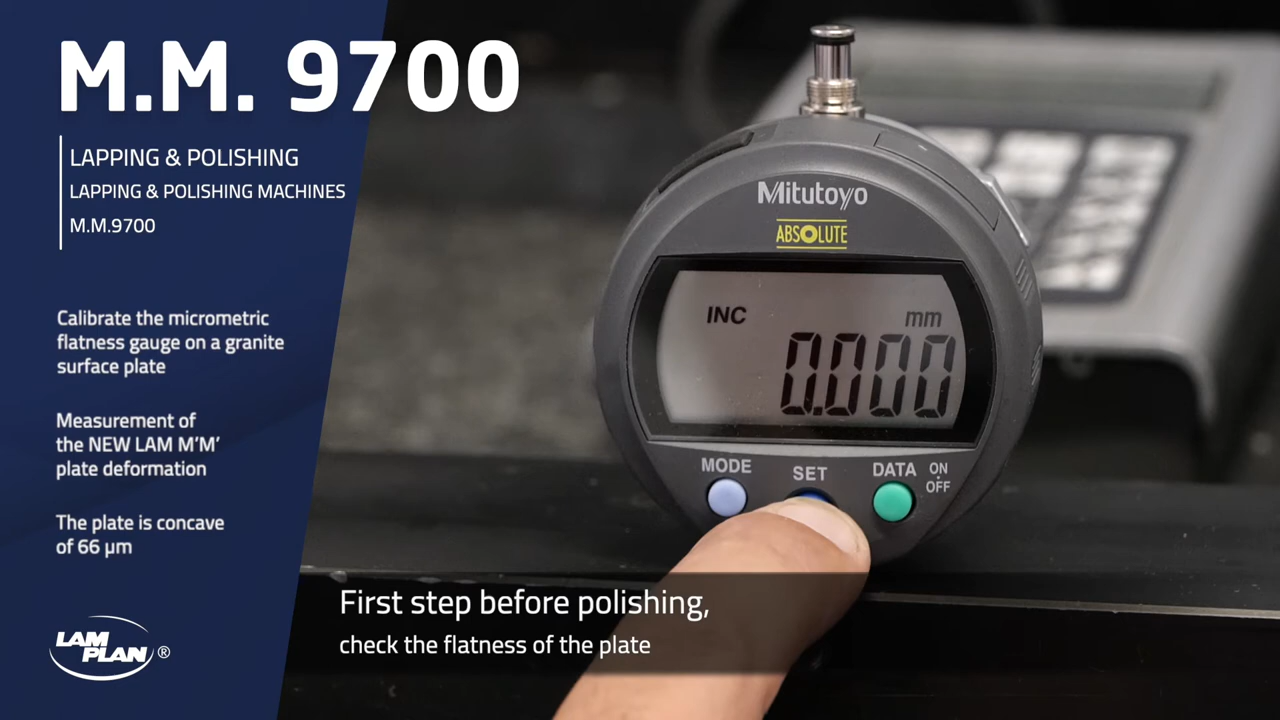 M.M. 9700
LAPPING & POLISHING
LAPPING & POLISHING MACHINES
M.M.9700
Calibrate the micrometric
flatness gauge on a granite
surface plate
Measurement of
the NEW LAM M'M'
plate deformation
The plate is concave
of 66 µm
LAM
PLAN ®
Mitutoyo
ABSOLUTE
INC
mm
0.000
MODE
SET
DATA
ON
OFF
First step before polishing,
check the flatness of the plate